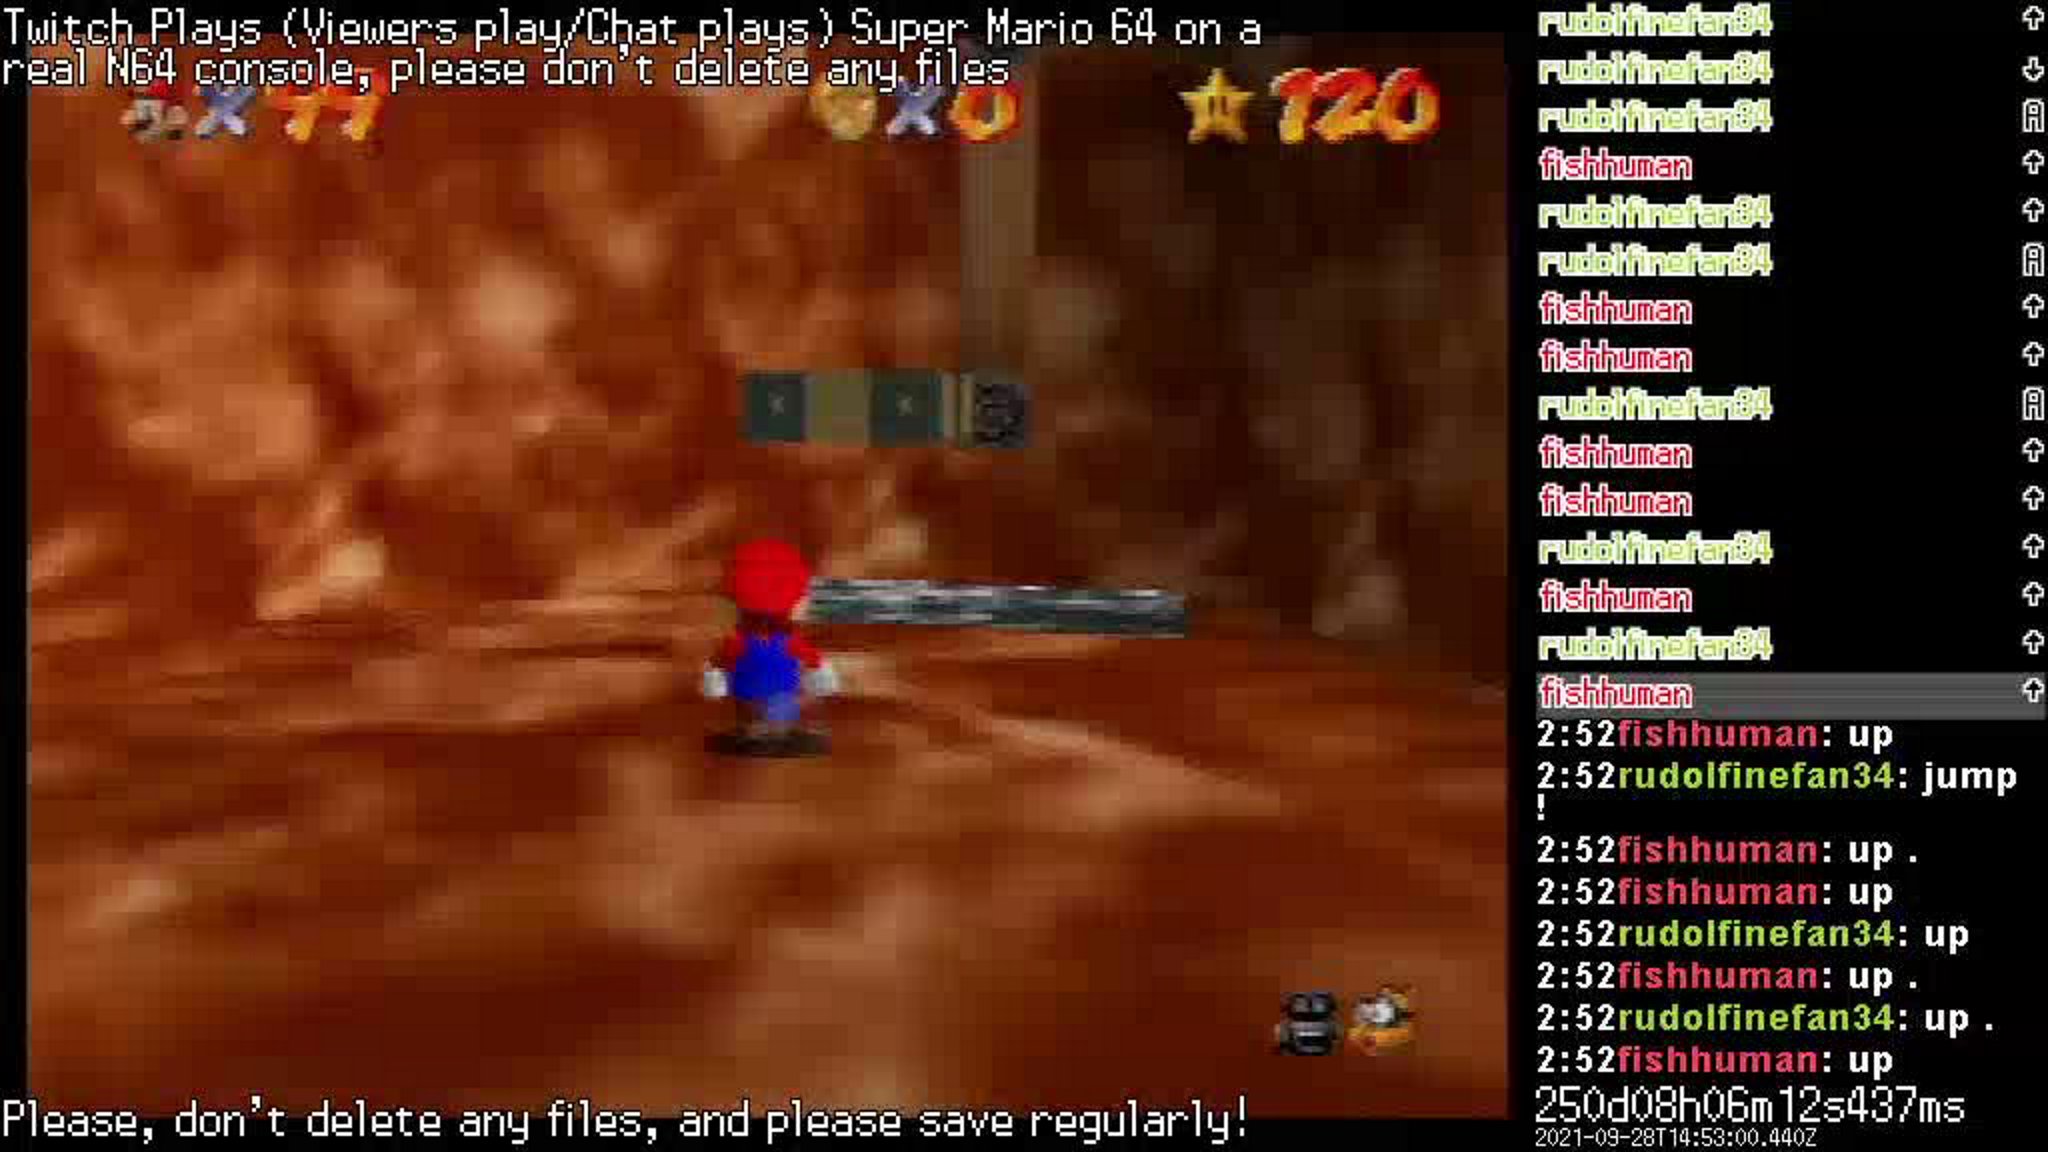 Twitch Plays (Viewers play/Chat plays) Super Mario 64 on a
real N64 console, please don't delete any files
11
0
120
rudolfinefan34 ↑
rudolfinefan34 ↓
rudolfinefan34 A
fishhuman ↑
rudolfinefan34 ↑
rudolfinefan34 A
fishhuman ↑
fishhuman ↑
rudolfinefan34 A
fishhuman ↑
fishhuman ↑
rudolfinefan34 ↑
fishhuman ↑
rudolfinefan34 ↑
fishhuman ↑
2:52fishhuman: up
2:52rudolfinefan34: jump
!
2:52fishhuman: up .
2:52fishhuman: up
2:52rudolfinefan34: up
2:52fishhuman: up .
2:52rudolfinefan34: up .
2:52fishhuman: up
250d08h06m12s437ms
2021-09-28T14:53:00.440Z
Please, don't delete any files, and please save regularly!